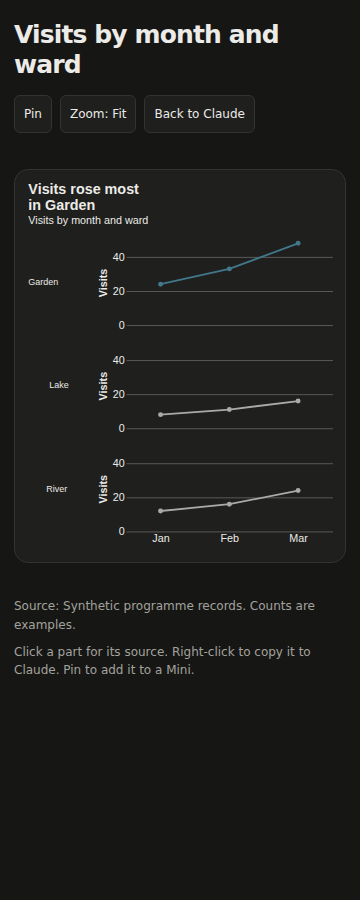 Visits by month and
ward
Pin
Zoom: Fit
Back to Claude
Visits rose most
in Garden
Visits by month and ward
Garden
Visits
40
20
0
Lake
Visits
40
20
0
River
Visits
40
20
0
Jan
Feb
Mar
Source: Synthetic programme records. Counts are
examples.
Click a part for its source. Right-click to copy it to
Claude. Pin to add it to a Mini.